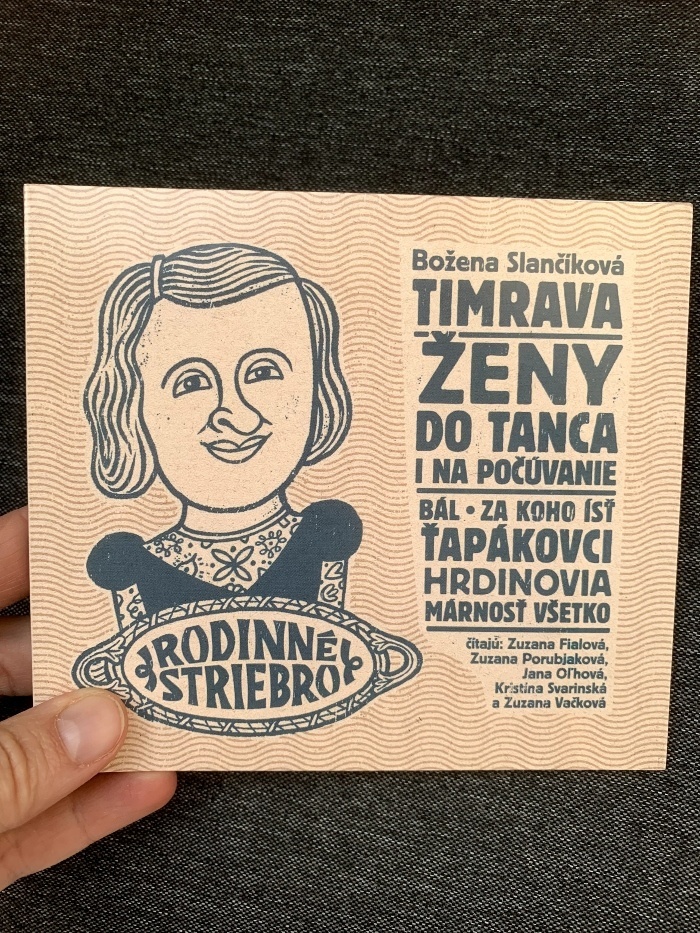 Božena Slančíková
TIMRAVA
ŽENY
DO TANCA
I NA POČÚVANIE
BÁL • ZA KOHO ÍSŤ
ŤAPÁKOVCI
HRDINOVIA
MÁRNOSŤ VŠETKO
čítajú: Zuzana Fialová,
Zuzana Porubjaková,
Jana Oľhová,
Kristína Svarinská
a Zuzana Vačková
RODINNÉ
STRIEBRO